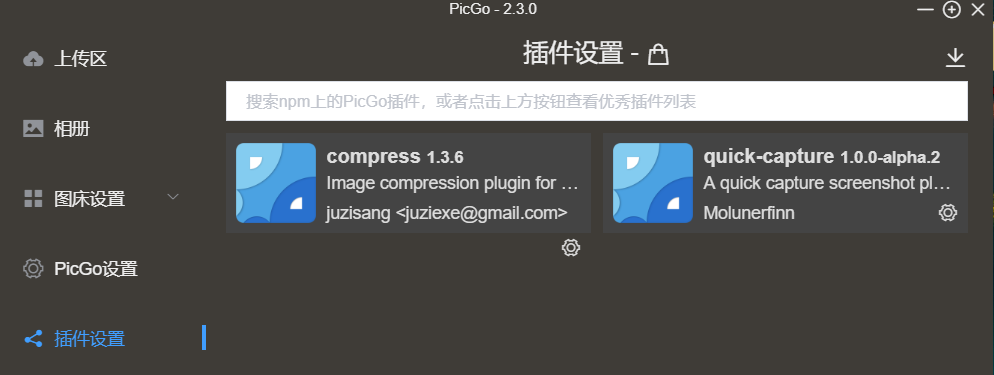 PicGo - 2.3.0
上传区
相册
图床设置
PicGo设置
插件设置
插件设置 -
搜索npm上的PicGo插件，或者点击上方按钮查看优秀插件列表
compress 1.3.6
Image compression plugin for ...
juzisang <juziexe@gmail.com>
quick-capture 1.0.0-alpha.2
A quick capture screenshot pl...
Molunerfinn